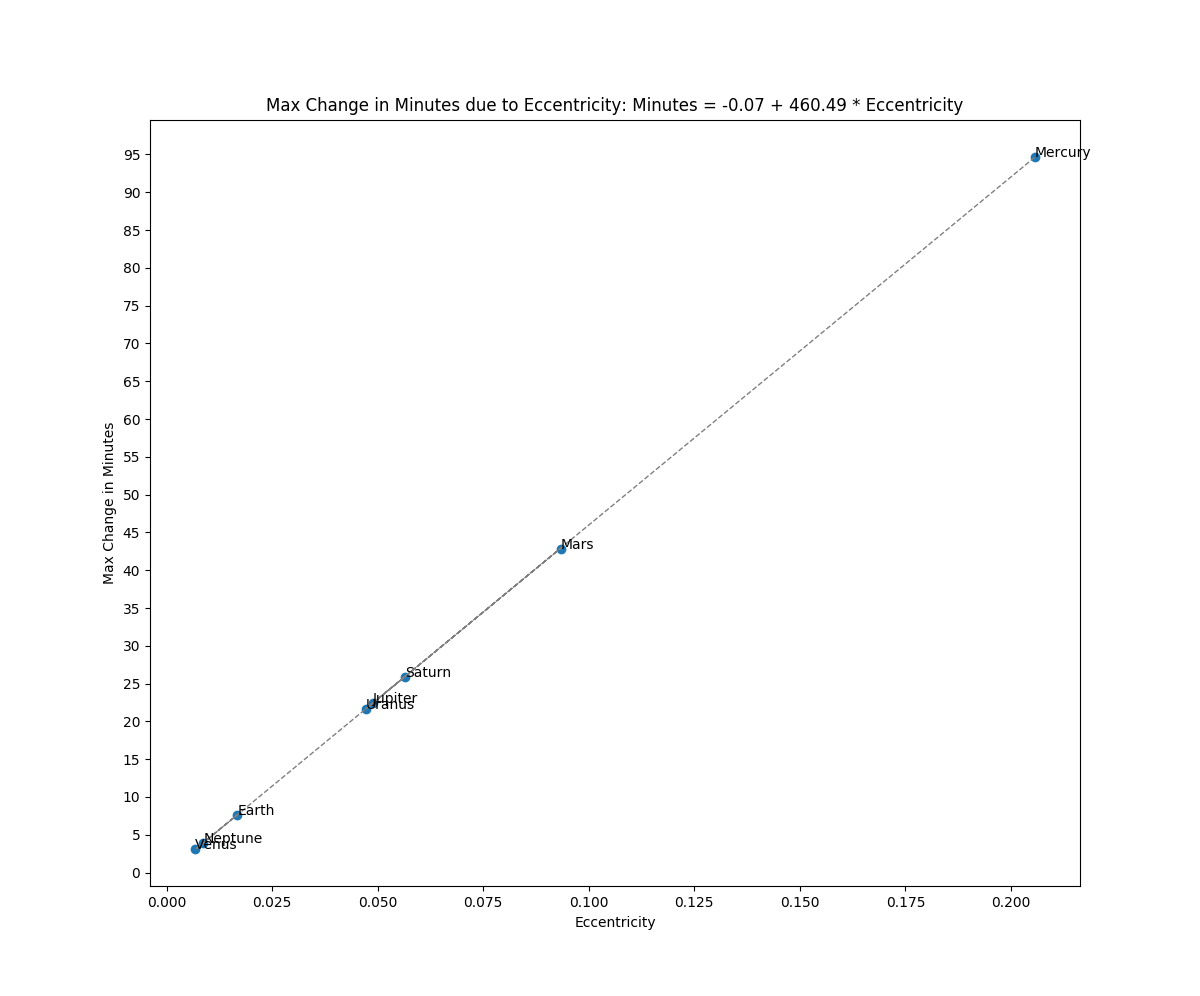 Max Change in Minutes due to Eccentricity: Minutes = -0.07 + 460.49 * Eccentricity
95
90
85
80
75
70
65
60
55
50
45
40
35
30
25
20
15
10
5
0
Max Change in Minutes
Mercury
Mars
Saturn
Jupiter
Uranus
Earth
Neptune
Venus
0.000 0.025 0.050 0.075 0.100 0.125 0.150 0.175 0.200
Eccentricity